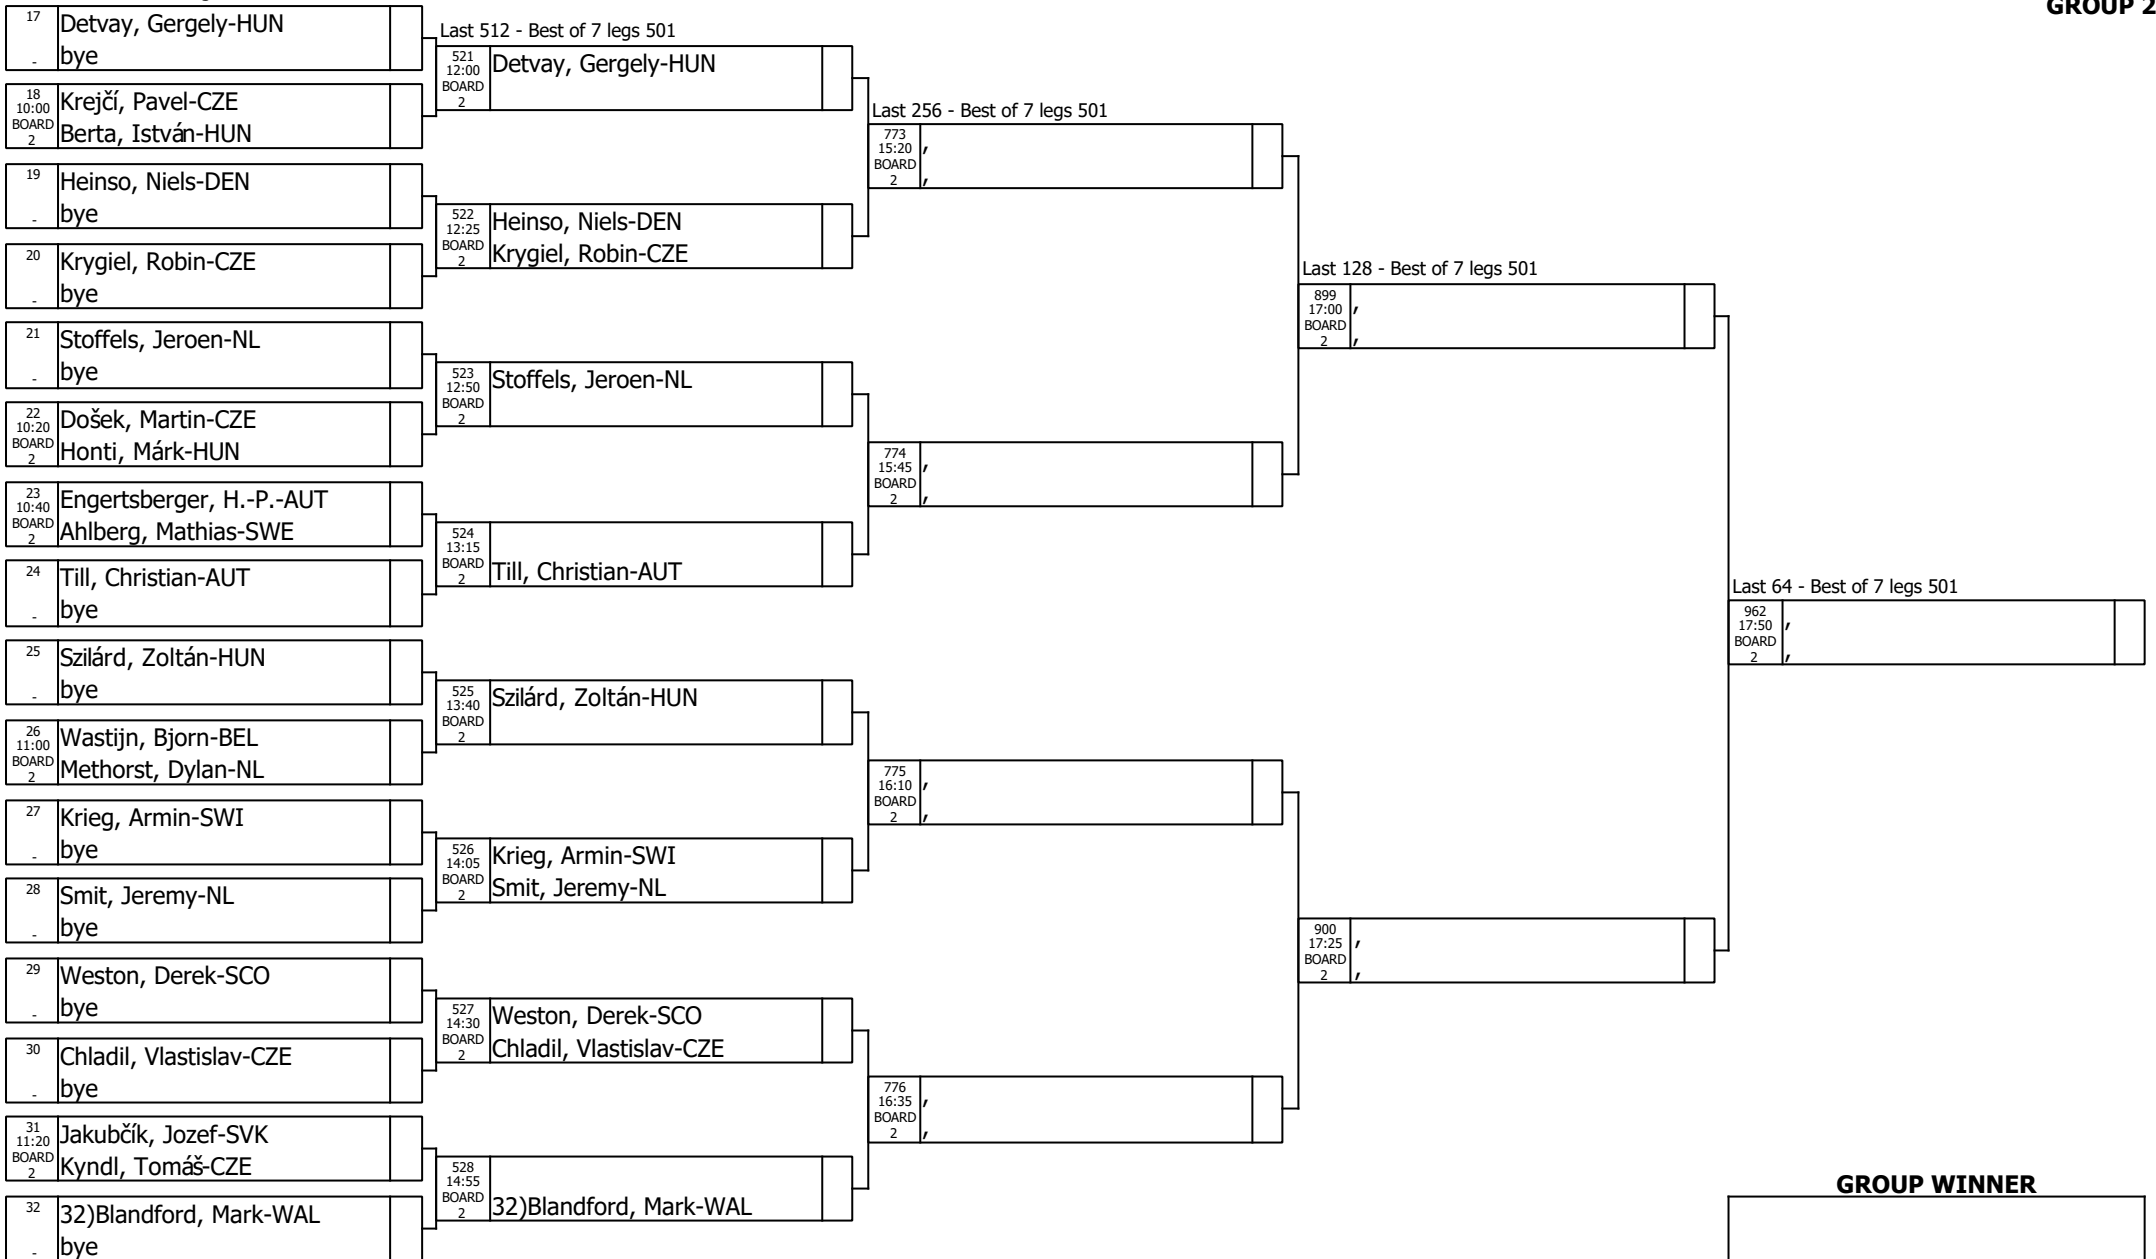 GROUP 2
17
Detvay, Gergely-HUN
-
bye
18
10:00
BOARD
2
Krejčí, Pavel-CZE
Berta, István-HUN
19
Heinso, Niels-DEN
-
bye
20
Krygiel, Robin-CZE
-
bye
21
Stoffels, Jeroen-NL
-
bye
22
10:20
BOARD
2
Došek, Martin-CZE
Honti, Márk-HUN
23
10:40
BOARD
2
Engertsberger, H.-P.-AUT
Ahlberg, Mathias-SWE
24
Till, Christian-AUT
-
bye
25
Szilárd, Zoltán-HUN
-
bye
26
11:00
BOARD
2
Wastijn, Bjorn-BEL
Methorst, Dylan-NL
27
Krieg, Armin-SWI
-
bye
28
Smit, Jeremy-NL
-
bye
29
Weston, Derek-SCO
-
bye
30
Chladil, Vlastislav-CZE
-
bye
31
11:20
BOARD
2
Jakubčík, Jozef-SVK
Kyndl, Tomáš-CZE
32
32)Blandford, Mark-WAL
-
bye
Last 512 - Best of 7 legs 501
521
12:00
BOARD
2
Detvay, Gergely-HUN
522
12:25
BOARD
2
Heinso, Niels-DEN
Krygiel, Robin-CZE
523
12:50
BOARD
2
Stoffels, Jeroen-NL
524
13:15
BOARD
2
Till, Christian-AUT
525
13:40
BOARD
2
Szilárd, Zoltán-HUN
526
14:05
BOARD
2
Krieg, Armin-SWI
Smit, Jeremy-NL
527
14:30
BOARD
2
Weston, Derek-SCO
Chladil, Vlastislav-CZE
528
14:55
BOARD
2
32)Blandford, Mark-WAL
Last 256 - Best of 7 legs 501
773
15:20
BOARD
2
,
,
774
15:45
BOARD
2
,
,
775
16:10
BOARD
2
,
,
776
16:35
BOARD
2
,
,
Last 128 - Best of 7 legs 501
899
17:00
BOARD
2
,
,
900
17:25
BOARD
2
,
,
Last 64 - Best of 7 legs 501
962
17:50
BOARD
2
,
,
GROUP WINNER